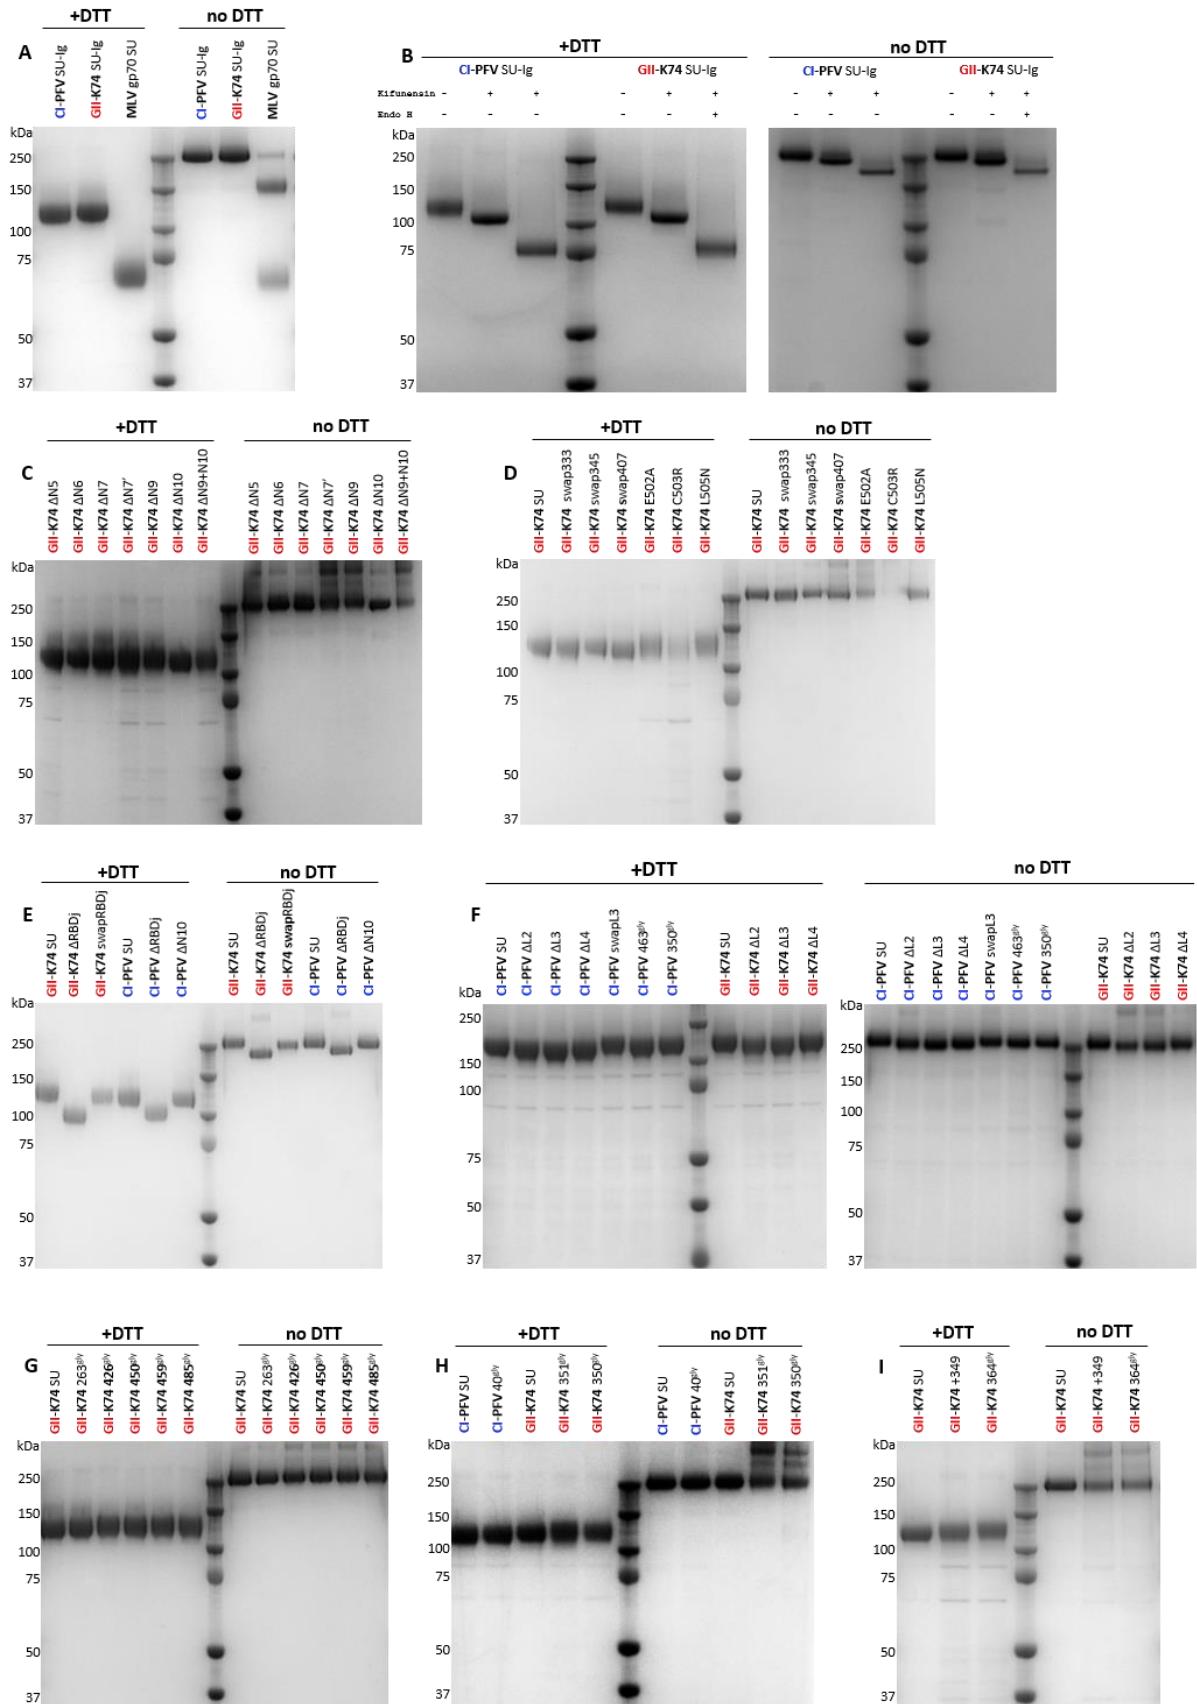 A
+DTT
no DTT
CI-PFV SU-Ig
GII-K74 SU-Ig
MLV gp70 SU
CI-PFV SU-Ig
GII-K74 SU-Ig
MLV gp70 SU
kDa
250
150
100
75
50
37
B
+DTT
no DTT
CI-PFV SU-Ig
GII-K74 SU-Ig
CI-PFV SU-Ig
GII-K74 SU-Ig
Kifunensin - + + - + + - + + - + +
Endo H - - + - - + - - + - - +
kDa
250
150
100
75
50
37
C
+DTT
no DTT
GII-K74 ΔN5
GII-K74 ΔN6
GII-K74 ΔN7
GII-K74 ΔN7'
GII-K74 ΔN9
GII-K74 ΔN10
GII-K74 ΔN9+N10
GII-K74 ΔN5
GII-K74 ΔN6
GII-K74 ΔN7
GII-K74 ΔN7'
GII-K74 ΔN9
GII-K74 ΔN10
GII-K74 ΔN9+N10
kDa
250
150
100
75
50
37
D
+DTT
no DTT
GII-K74 SU
GII-K74 swap333
GII-K74 swap345
GII-K74 swap407
GII-K74 E502A
GII-K74 C503R
GII-K74 L505N
GII-K74 SU
GII-K74 swap333
GII-K74 swap345
GII-K74 swap407
GII-K74 E502A
GII-K74 C503R
GII-K74 L505N
kDa
250
150
100
75
50
37
E
+DTT
no DTT
GII-K74 SU
GII-K74 ΔRBDj
GII-K74 swapRBDj
CI-PFV SU
CI-PFV ΔRBDj
CI-PFV ΔN10
GII-K74 SU
GII-K74 ΔRBDj
GII-K74 swapRBDj
CI-PFV SU
CI-PFV ΔRBDj
CI-PFV ΔN10
kDa
250
150
100
75
50
37
F
+DTT
no DTT
CI-PFV SU
CI-PFV ΔL2
CI-PFV ΔL3
CI-PFV ΔL4
CI-PFV swapL3
CI-PFV 463gly
CI-PFV 350gly
GII-K74 SU
GII-K74 ΔL2
GII-K74 ΔL3
GII-K74 ΔL4
CI-PFV SU
CI-PFV ΔL2
CI-PFV ΔL3
CI-PFV ΔL4
CI-PFV swapL3
CI-PFV 463gly
CI-PFV 350gly
GII-K74 SU
GII-K74 ΔL2
GII-K74 ΔL3
GII-K74 ΔL4
kDa
250
150
100
75
50
37
kDa
250
150
100
75
50
37
G
+DTT
no DTT
GII-K74 SU
GII-K74 263gly
GII-K74 426gly
GII-K74 450gly
GII-K74 459gly
GII-K74 485gly
GII-K74 SU
GII-K74 263gly
GII-K74 426gly
GII-K74 450gly
GII-K74 459gly
GII-K74 485gly
kDa
250
150
100
75
50
37
H
+DTT
no DTT
CI-PFV SU
CI-PFV 40gly
GII-K74 SU
GII-K74 351gly
GII-K74 350gly
CI-PFV SU
CI-PFV 40gly
GII-K74 SU
GII-K74 351gly
GII-K74 350gly
kDa
250
150
100
75
50
37
I
+DTT
no DTT
GII-K74 SU
GII-K74 +349
GII-K74 364gly
GII-K74 SU
GII-K74 +349
GII-K74 364gly
kDa
250
150
100
75
50
37